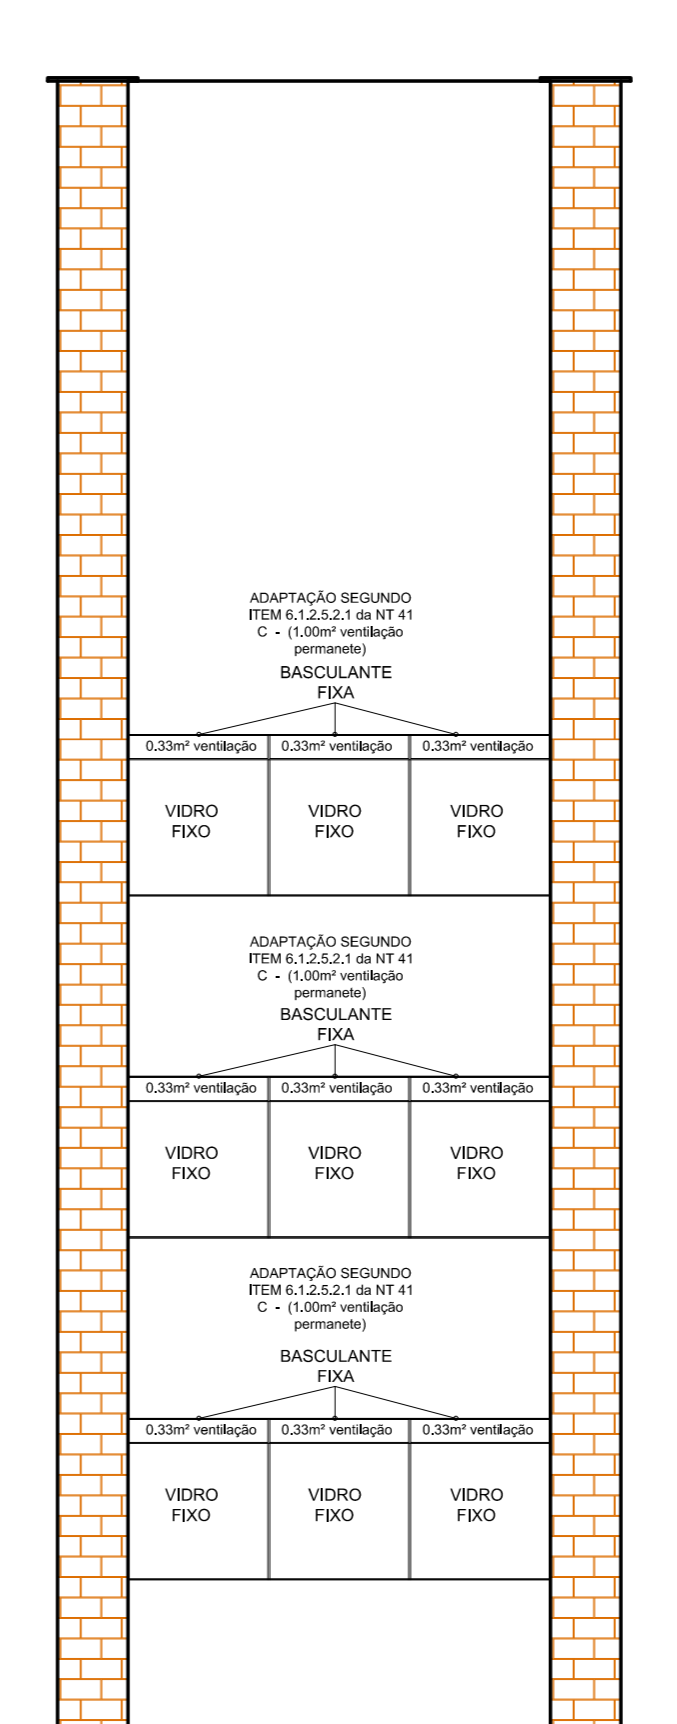 ADAPTAÇÃO SEGUNDO
ITEM 6.1.2.5.2.1 da NT 41
C - (1.00m² ventilação
permanete)
BASCULANTE
FIXA
0.33m² ventilação 0.33m² ventilação 0.33m² ventilação
VIDRO VIDRO VIDRO
FIXO FIXO FIXO
ADAPTAÇÃO SEGUNDO
ITEM 6.1.2.5.2.1 da NT 41
C - (1.00m² ventilação
permanete)
BASCULANTE
FIXA
0.33m² ventilação 0.33m² ventilação 0.33m² ventilação
VIDRO VIDRO VIDRO
FIXO FIXO FIXO
ADAPTAÇÃO SEGUNDO
ITEM 6.1.2.5.2.1 da NT 41
C - (1.00m² ventilação
permanete)
BASCULANTE
FIXA
0.33m² ventilação 0.33m² ventilação 0.33m² ventilação
VIDRO VIDRO VIDRO
FIXO FIXO FIXO